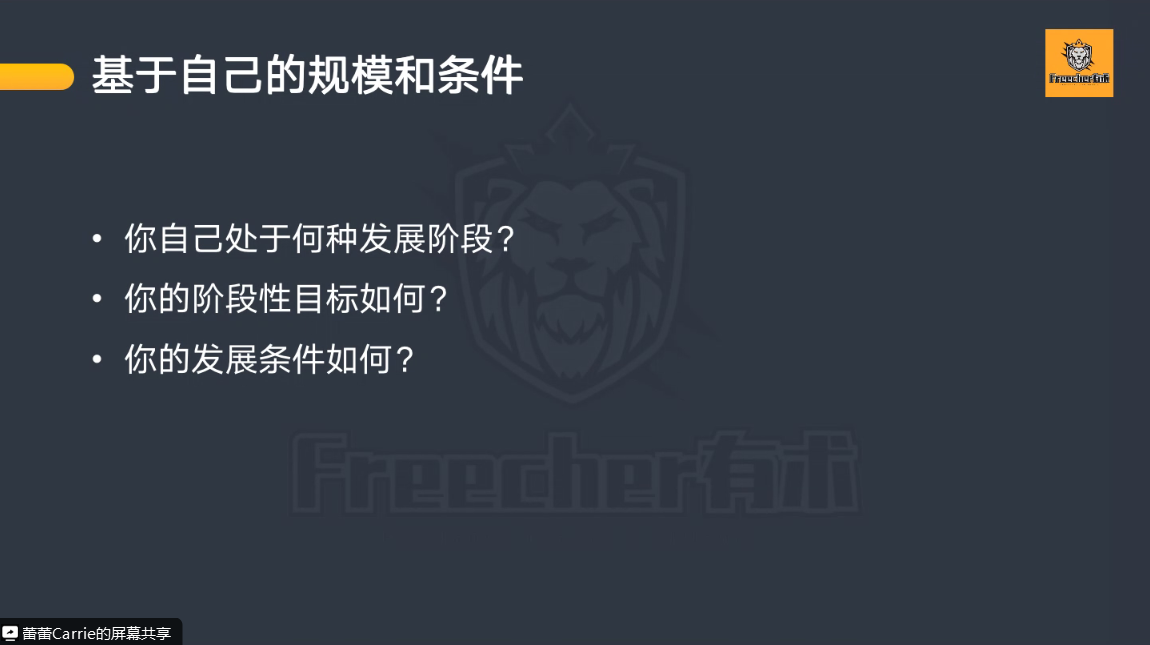 基于自己的规模和条件
Freecher有术
• 你自己处于何种发展阶段？
• 你的阶段性目标如何？
• 你的发展条件如何？
Freecher有术
蕾蕾Carrie的屏幕共享